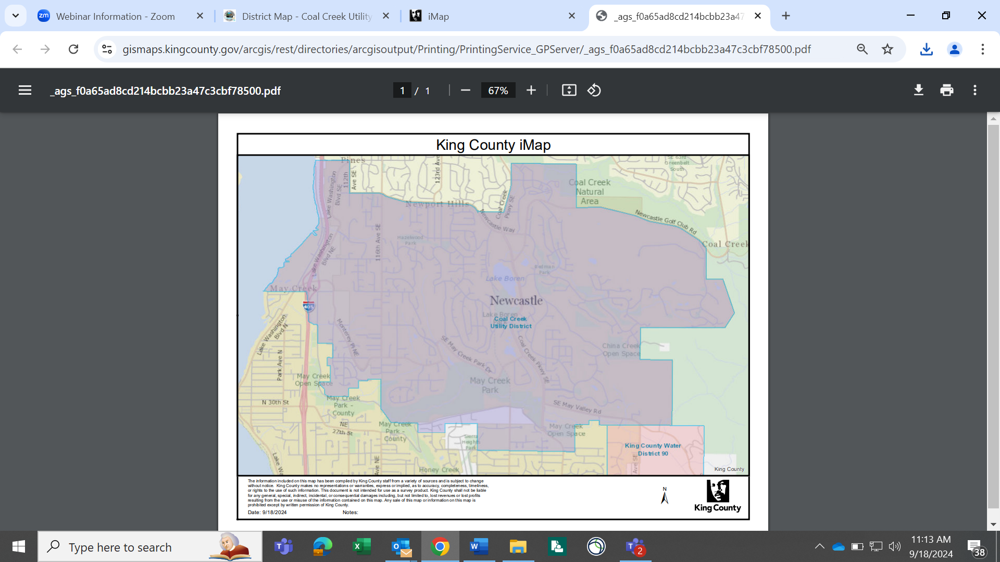 Webinar Information - Zoom
District Map - Coal Creek Utility
iMap
_ags_f0a65ad8cd214bcbb23a47
gismaps.kingcounty.gov/arcgis/rest/directories/arcgisoutput/Printing/PrintingService_GPServer/_ags_f0a65ad8cd214bcbb23a47c3cbf78500.pdf
_ags_f0a65ad8cd214bcbb23a47c3cbf78500.pdf
1 / 1
67%
King County iMap
Pines
112th
Ave SE
123rd Ave
SE 63rd
Greenbelt
South
Lake Washington
Blvd SE
Coal Creek
Natural
Area
Newport Hills
Coal Creek
Pkwy SE
Newcastle Way
Newcastle Golf Club Rd
116th Ave SE
Hazelwood
Park
Coal Creek
Lake Washington
Blvd NE
Redman
Park
Lake Boren
May Creek
405
Newcastle
Lake Boren
Coal Creek
Utility District
Lake Washington
Blvd N
Monterey Pl NE
SE May Creek Park Dr
Coal Creek Pkwy SE
China Creek
Open Space
Park Ave N
May Creek
Open Space
May Creek
Park
N 30th St
May Creek
Park -
County
SE May Valley Rd
NE
27th St
May Creek
Park -
County
May Creek
Open Space
Sierra
Heights
Park
King County Water
District 90
Lake W
Ave NE
Honey Creek
Ave SE
King County
The information included on this map has been compiled by King County staff from a variety of sources and is subject to change
without notice. King County makes no representations or warranties, express or implied, as to accuracy, completeness, timeliness,
or rights to the use of such information. This document is not intended for use as a survey product. King County shall not be liable
for any general, special, indirect, incidental, or consequential damages including, but not limited to, lost revenues or lost profits
resulting from the use or misuse of the information contained on this map. Any sale of this map or information on this map is
prohibited except by written permission of King County.
Date: 9/18/2024
Notes:
N
King County
Type here to search
2
11:13 AM
9/18/2024
38